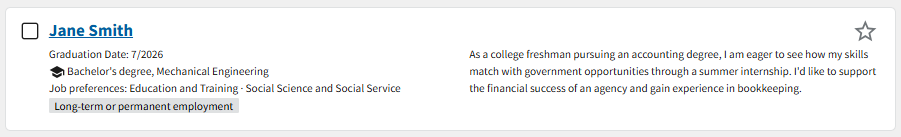 Jane Smith
Graduation Date: 7/2026
Bachelor's degree, Mechanical Engineering
Job preferences: Education and Training · Social Science and Social Service
Long-term or permanent employment
As a college freshman pursuing an accounting degree, I am eager to see how my skills
match with government opportunities through a summer internship. I'd like to support
the financial success of an agency and gain experience in bookkeeping.